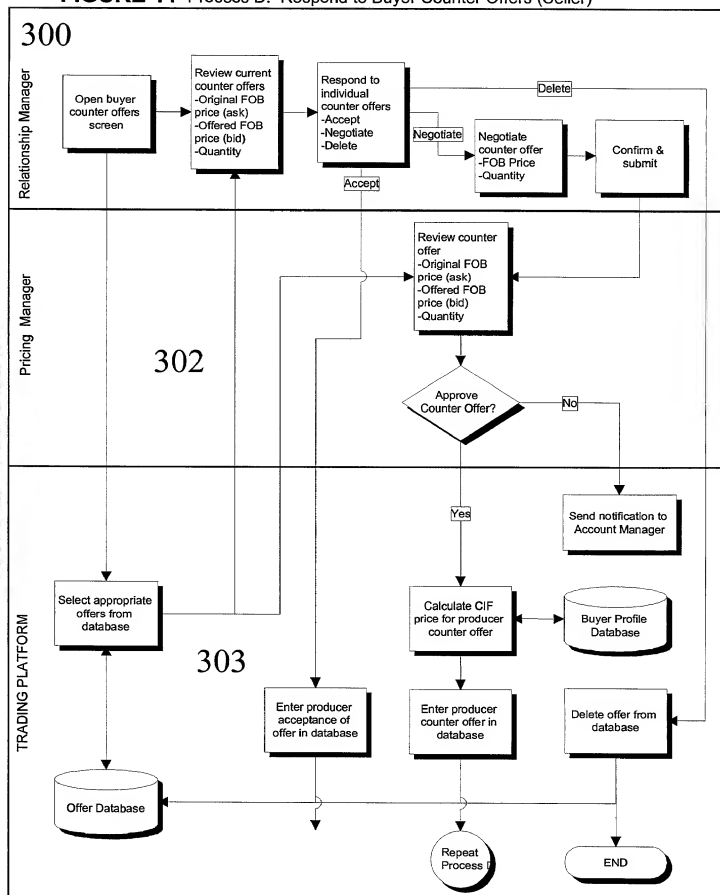 FIGURE 11 Process D: Respond to Buyer Counter Offers (Seller)
300
Relationship Manager
Open buyer
counter offers
screen
Review current
counter offers
-Original FOB
price (ask)
-Offered FOB
price (bid)
-Quantity
Respond to
individual
counter offers
-Accept
-Negotiate
-Delete
Delete
Negotiate
Accept
Negotiate
counter offer
-FOB Price
-Quantity
Confirm &
submit
Pricing Manager
302
Review counter
offer
-Original FOB
price (ask)
-Offered FOB
price (bid)
-Quantity
Approve
Counter Offer?
No
Yes
TRADING PLATFORM
303
Send notification to
Account Manager
Select appropriate
offers from
database
Calculate CIF
price for producer
counter offer
Buyer Profile
Database
Enter producer
acceptance of
offer in database
Enter producer
counter offer in
database
Delete offer from
database
Offer Database
Repeat
Process
END